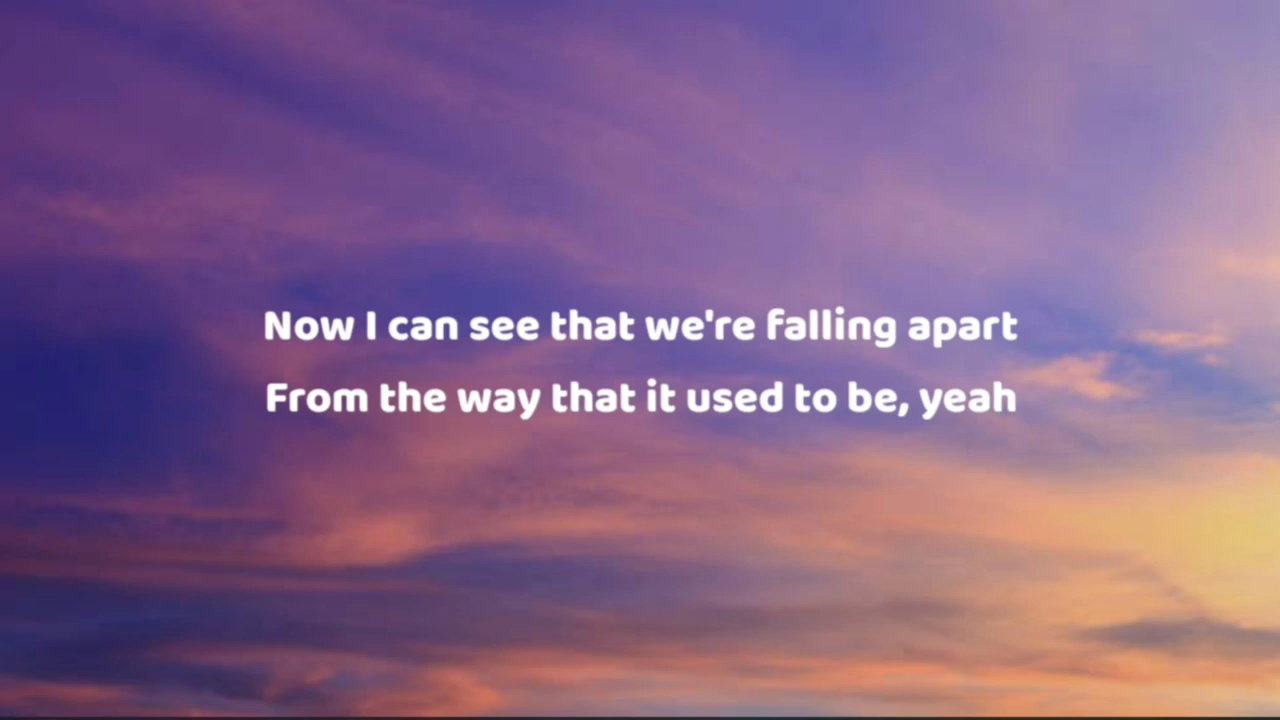 Now I can see that we're falling apart
From the way that it used to be, yeah